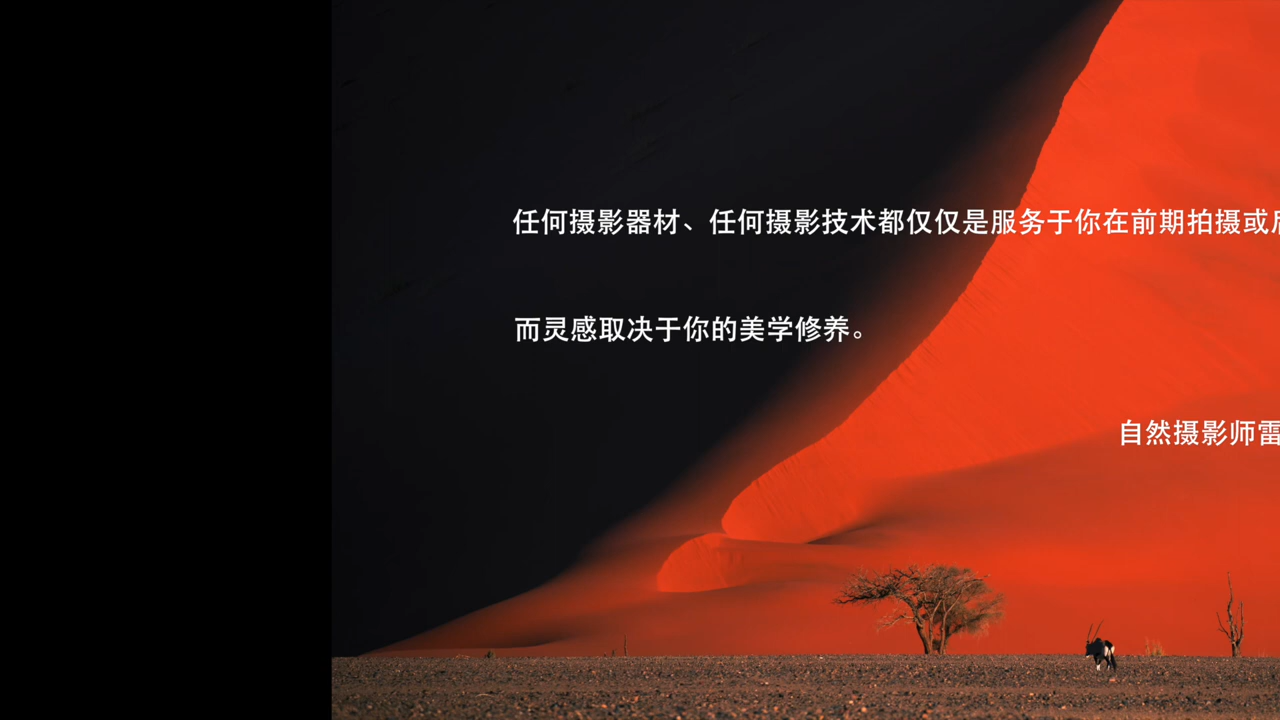 任何摄影器材、任何摄影技术都仅仅是服务于你在前期拍摄或
而灵感取决于你的美学修养。
自然摄影师雷